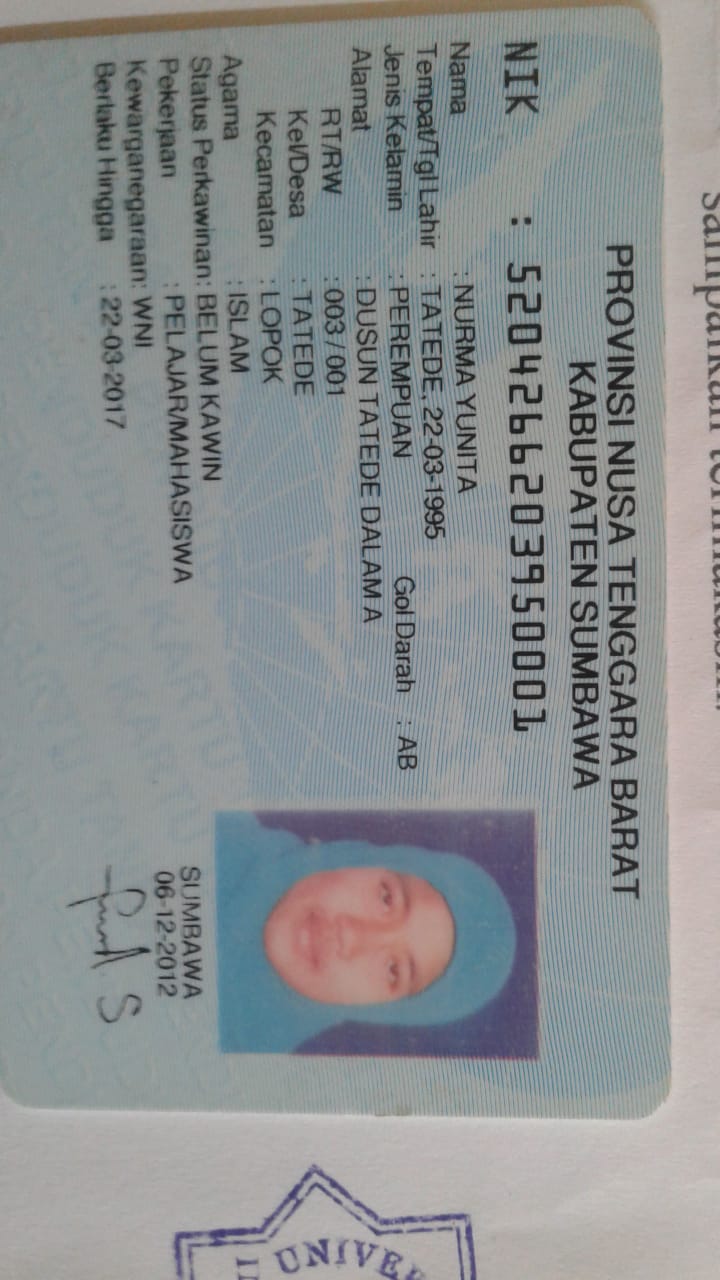 PROVINSI NUSA TENGGARA BARAT
KABUPATEN SUMBAWA
NIK : 5204266203950001
Nama : NURMA YUNITA
Tempat/Tgl Lahir : TATEDE, 22-03-1995
Jenis Kelamin : PEREMPUAN Gol Darah : AB
Alamat : DUSUN TATEDE DALAM A
RT/RW : 003 / 001
Kel/Desa : TATEDE
Kecamatan : LOPOK
Agama : ISLAM
Status Perkawinan: BELUM KAWIN
Pekerjaan : PELAJAR/MAHASISWA
Kewarganegaraan: WNI
Berlaku Hingga : 22-03-2017
SUMBAWA
06-12-2012